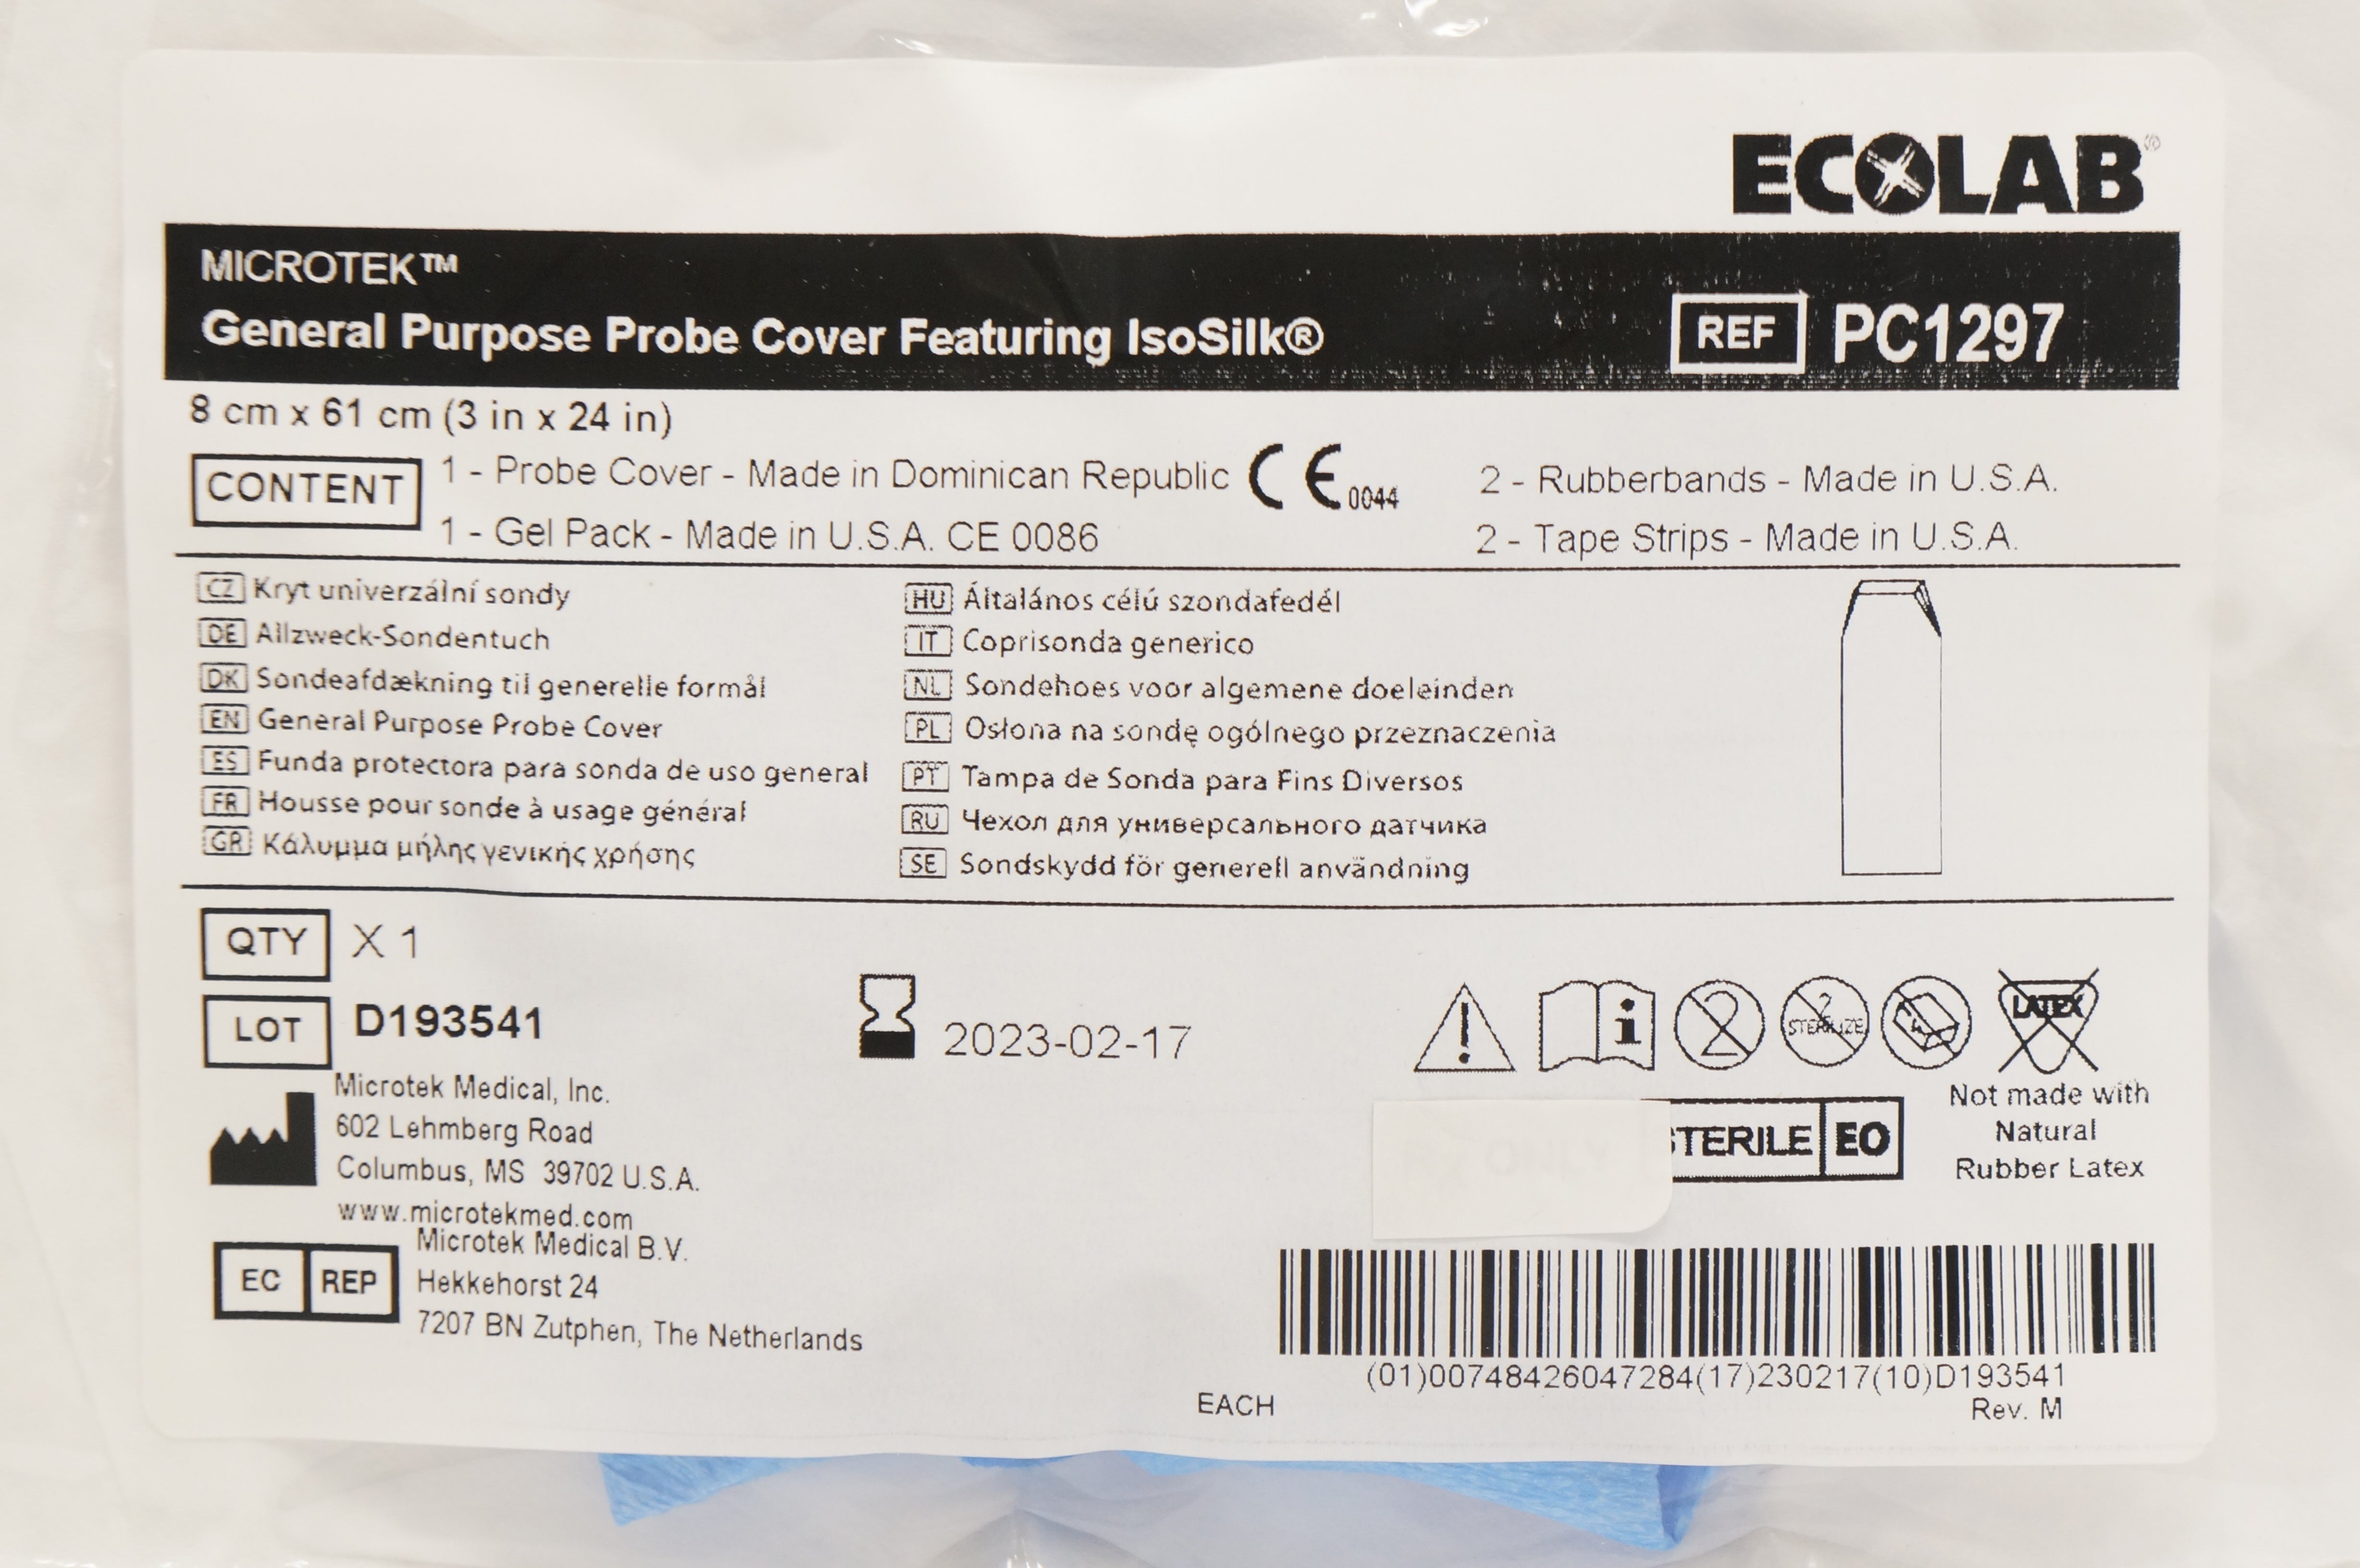 ECOLAB®
MICROTEK™
General Purpose Probe Cover Featuring IsoSilk®
REF PC1297
8 cm x 61 cm (3 in x 24 in)
CONTENT
1 - Probe Cover - Made in Dominican Republic CE 0044
2 - Rubberbands - Made in U.S.A.
1 - Gel Pack - Made in U.S.A. CE 0086
2 - Tape Strips - Made in U.S.A.
CZ Kryt univerzální sondy
DE Allzweck-Sondentuch
DK Sondeafdækning til generelle formål
EN General Purpose Probe Cover
ES Funda protectora para sonda de uso general
FR Housse pour sonde à usage général
GR Κάλυμμα μήλης γενικής χρήσης
HU Általános célú szondafedél
IT Coprisonda generico
NL Sondehoes voor algemene doeleinden
PL Osłona na sondę ogólnego przeznaczenia
PT Tampa de Sonda para Fins Diversos
RU Чехол для универсального датчика
SE Sondskydd för generell användning
QTY X 1
LOT D193541
2023-02-17
Microtek Medical, Inc.
602 Lehmberg Road
Columbus, MS 39702 U.S.A.
www.microtekmed.com
EC REP
Microtek Medical B.V.
Hekkehorst 24
7207 BN Zutphen, The Netherlands
2
2
STERILIZE
LATEX
Not made with
Natural
Rubber Latex
ONLY
STERILE EO
(01)00748426047284(17)230217(10)D193541
EACH
Rev. M